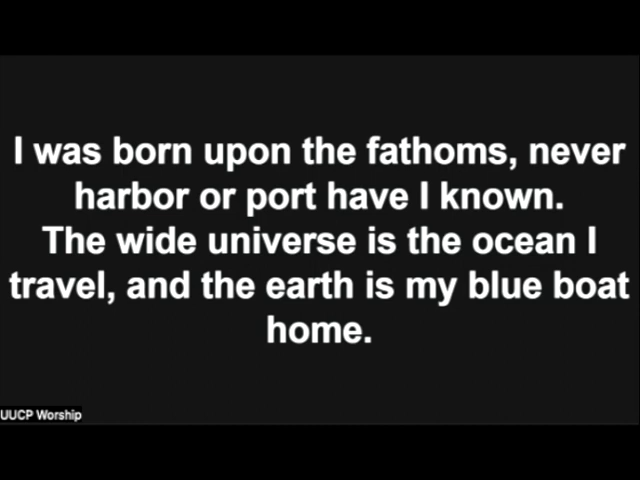 I was born upon the fathoms, never
harbor or port have I known.
The wide universe is the ocean I
travel, and the earth is my blue boat
home.
UUCP Worship